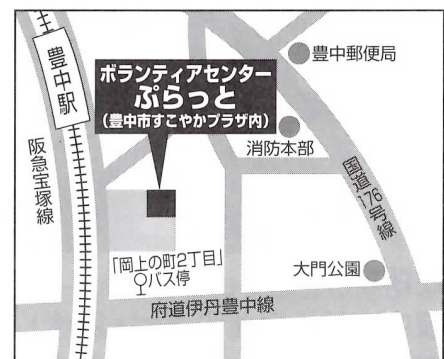 豊中駅
阪急宝塚線
ボランティアセンター
ぷらっと
(豊中市すこやかプラザ内)
豊中郵便局
消防本部
国道176号線
「岡上の町2丁目」
バス停
大門公園
府道伊丹豊中線